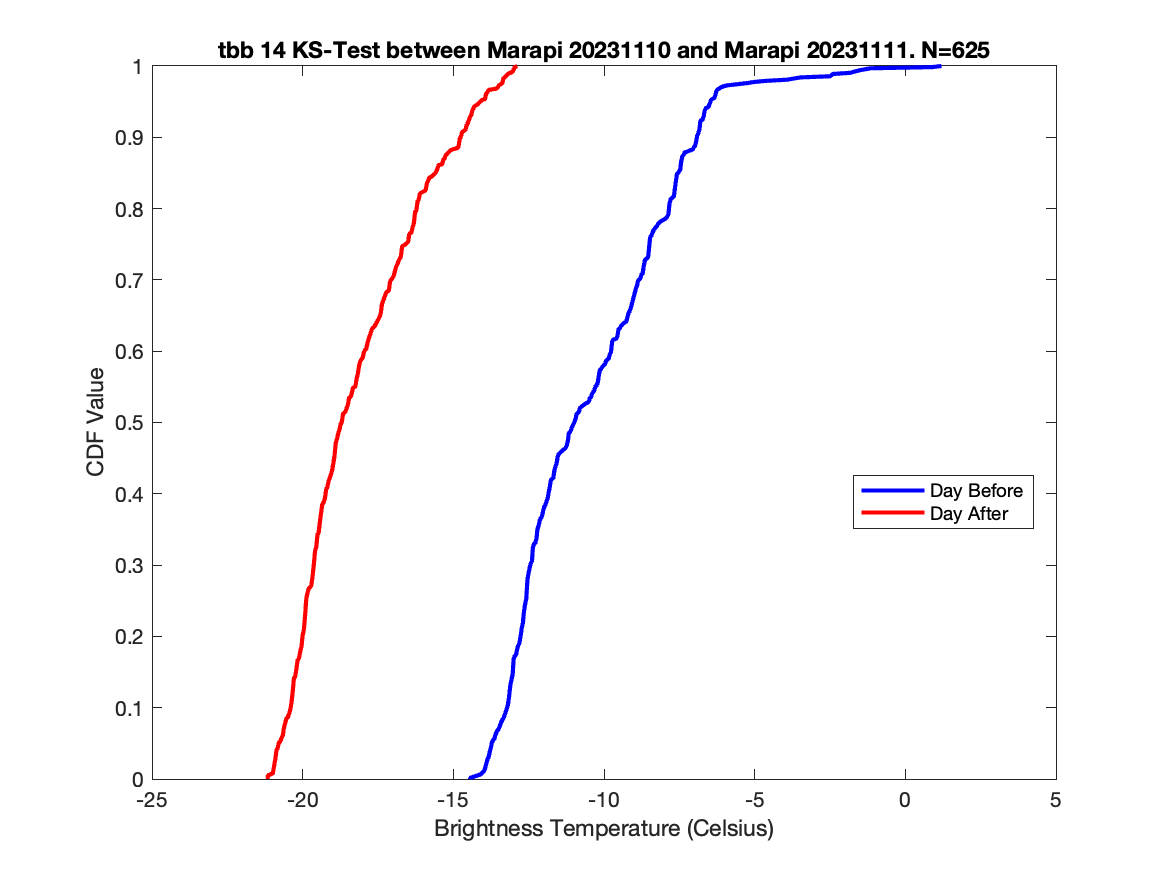 tbb 14 KS-Test between Marapi 20231110 and Marapi 20231111. N=625
1
0.9
0.8
0.7
0.6
0.5
0.4
0.3
0.2
0.1
0
CDF Value
Day Before
Day After
-25 -20 -15 -10 -5 0 5
Brightness Temperature (Celsius)